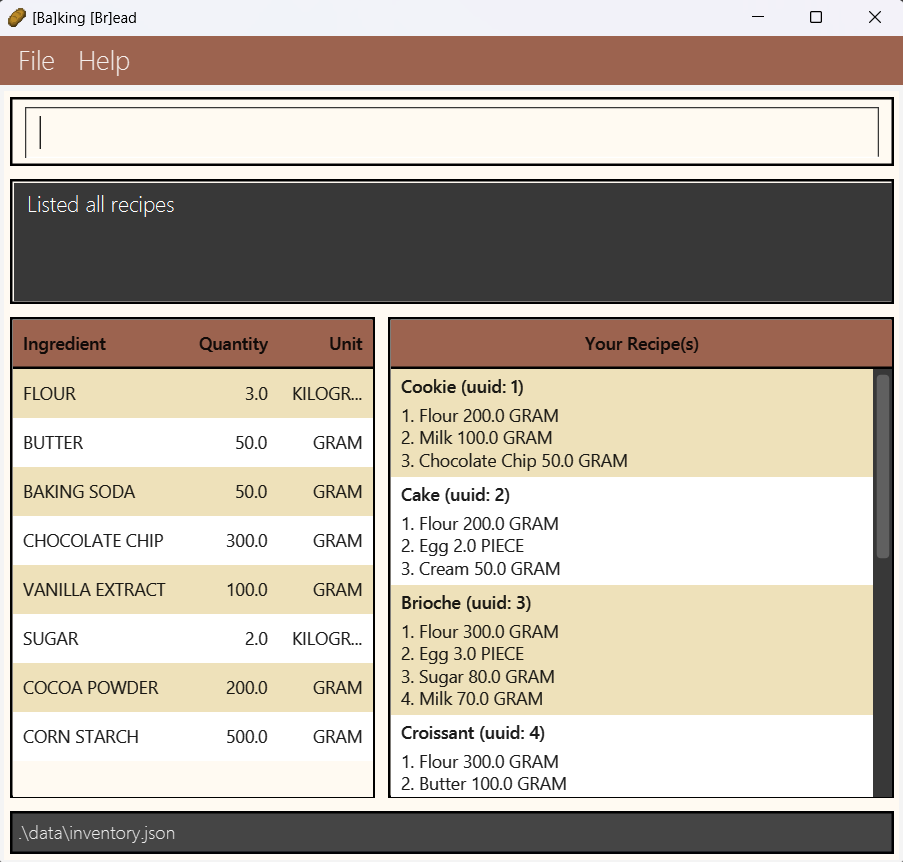 [Ba]king [Br]ead
File Help
Listed all recipes
Ingredient Quantity Unit
FLOUR 3.0 KILOGR...
BUTTER 50.0 GRAM
BAKING SODA 50.0 GRAM
CHOCOLATE CHIP 300.0 GRAM
VANILLA EXTRACT 100.0 GRAM
SUGAR 2.0 KILOGR...
COCOA POWDER 200.0 GRAM
CORN STARCH 500.0 GRAM
Your Recipe(s)
Cookie (uuid: 1)
1. Flour 200.0 GRAM
2. Milk 100.0 GRAM
3. Chocolate Chip 50.0 GRAM
Cake (uuid: 2)
1. Flour 200.0 GRAM
2. Egg 2.0 PIECE
3. Cream 50.0 GRAM
Brioche (uuid: 3)
1. Flour 300.0 GRAM
2. Egg 3.0 PIECE
3. Sugar 80.0 GRAM
4. Milk 70.0 GRAM
Croissant (uuid: 4)
1. Flour 300.0 GRAM
2. Butter 100.0 GRAM
.\data\inventory.json